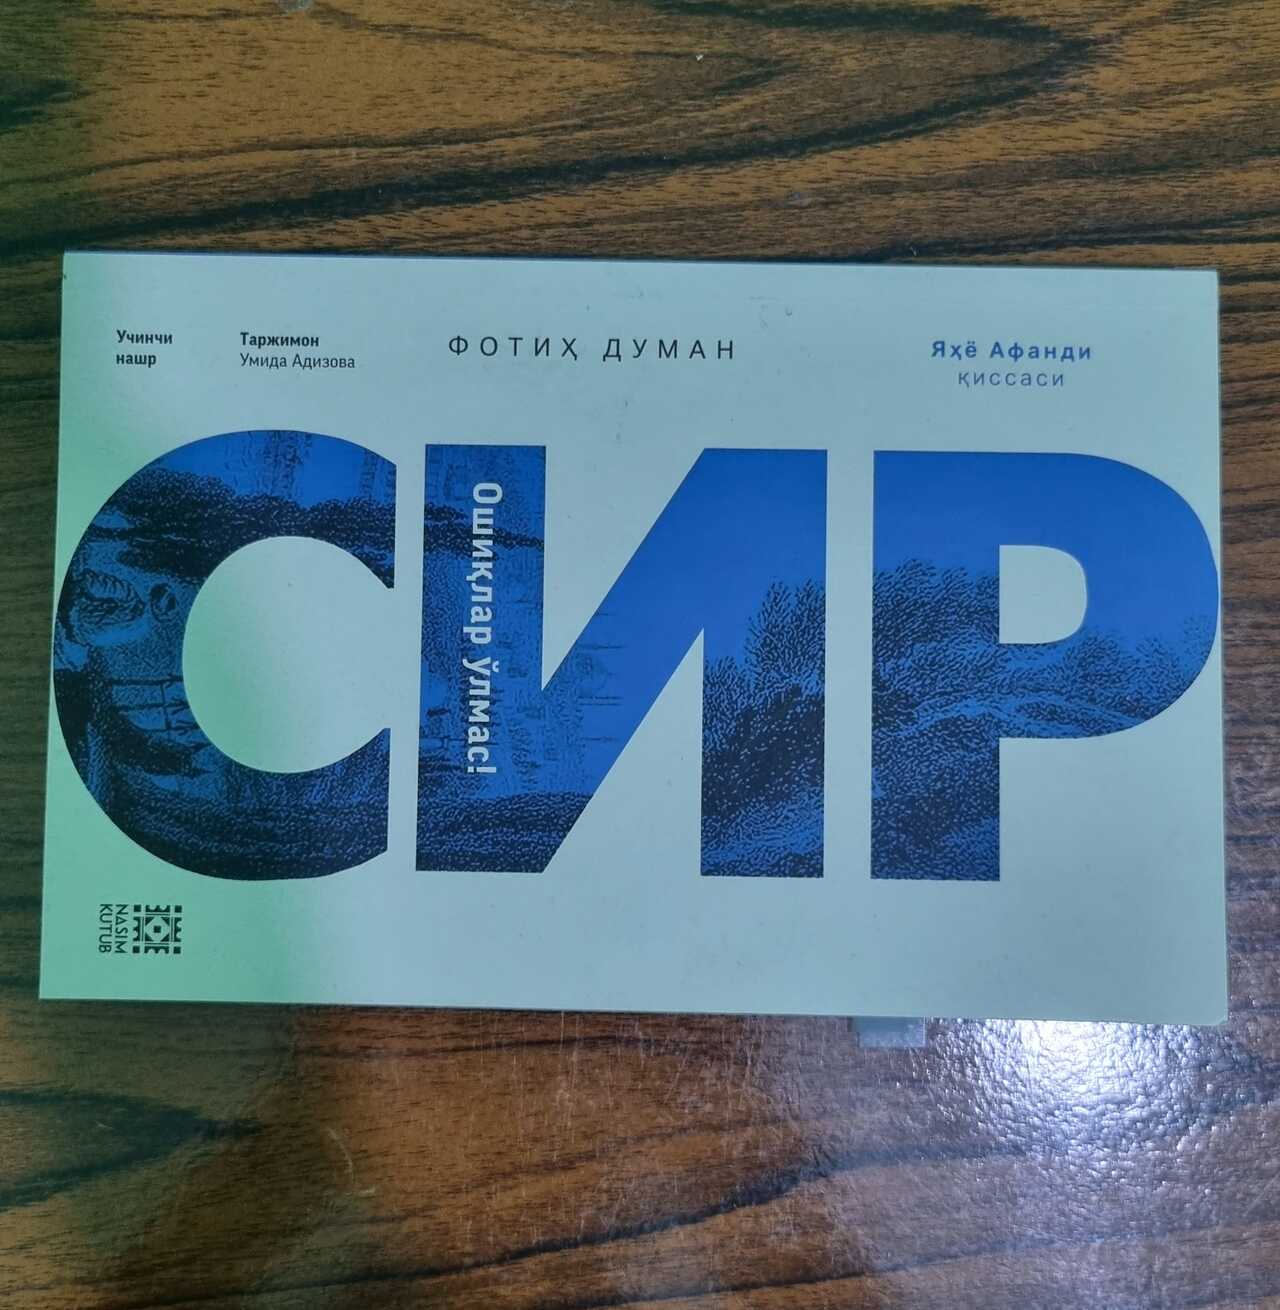 Учинчи
нашр
Таржимон
Умида Адизова
ФОТИҲ ДУМАН
Яҳё Афанди
қиссаси
СИР
Ошиқлар ўлмас!
NASIM
KUTUB